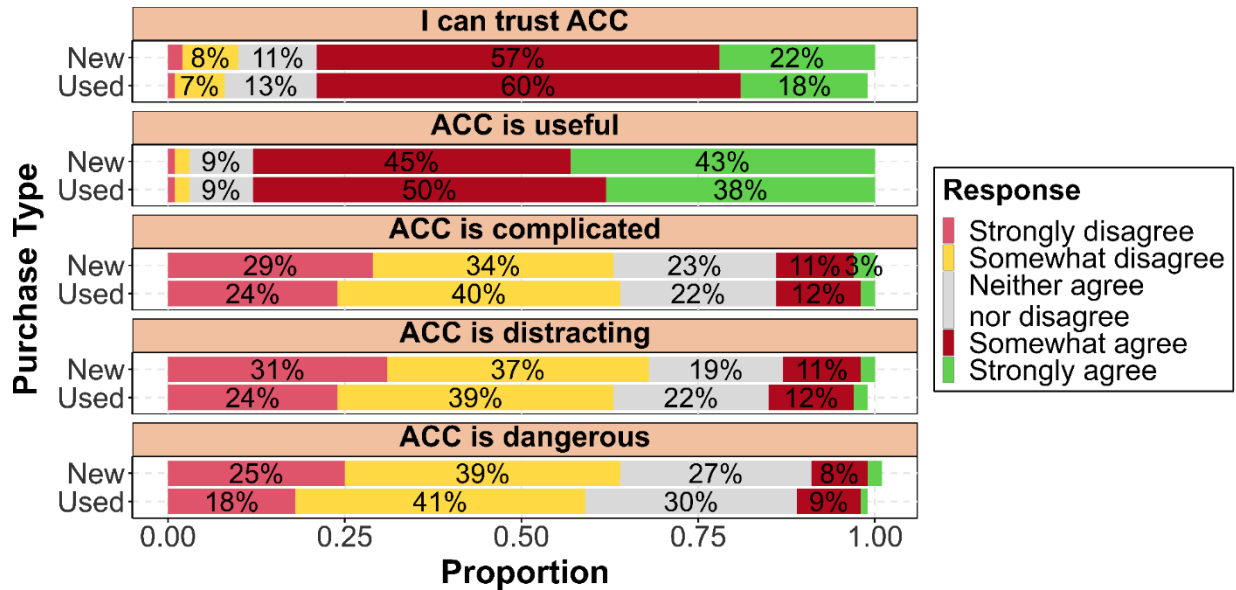 I can trust ACC
New 8% 11% 57% 22%
Used 7% 13% 60% 18%
ACC is useful
New 9% 45% 43%
Used 9% 50% 38%
ACC is complicated
New 29% 34% 23% 11% 3%
Used 24% 40% 22% 12%
ACC is distracting
New 31% 37% 19% 11%
Used 24% 39% 22% 12%
ACC is dangerous
New 25% 39% 27% 8%
Used 18% 41% 30% 9%
0.00 0.25 0.50 0.75 1.00
Proportion
Purchase Type
Response
Strongly disagree
Somewhat disagree
Neither agree
nor disagree
Somewhat agree
Strongly agree